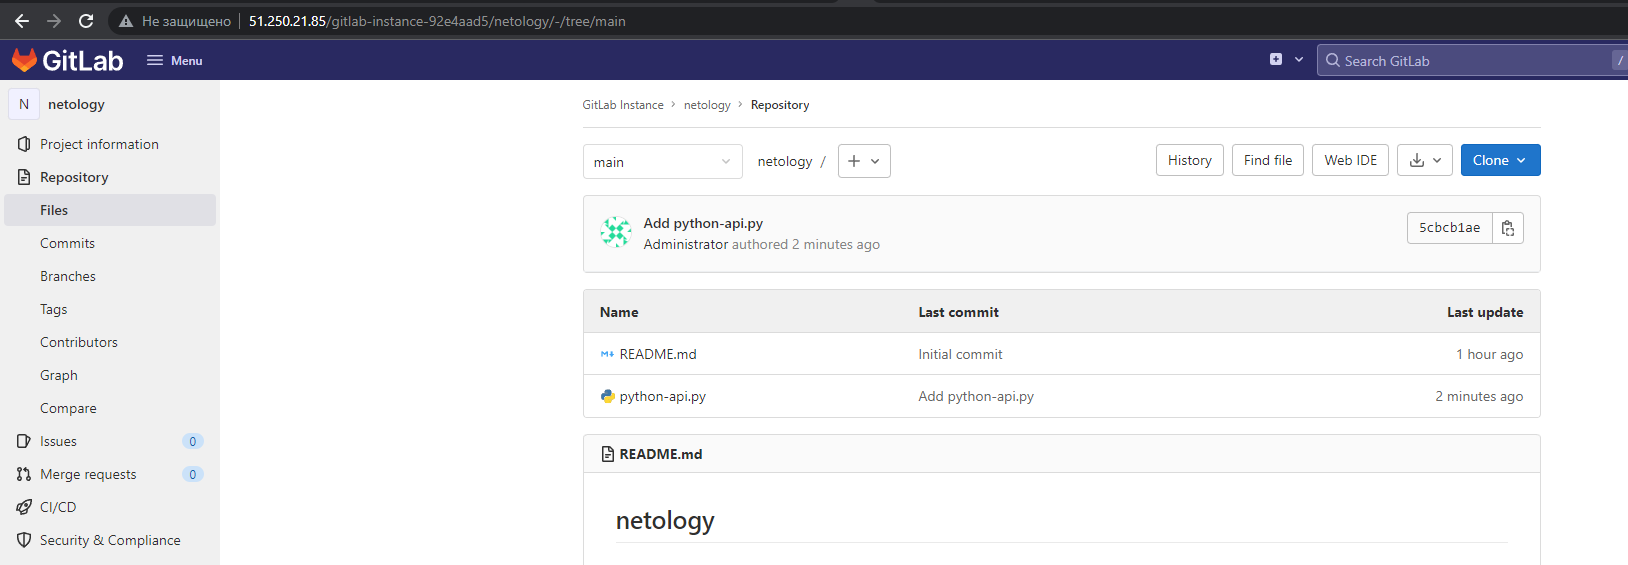 Не защищено 51.250.21.85/gitlab-instance-92e4aad5/netology/-/tree/main
GitLab Menu Search GitLab /
N netology
Project information
Repository
Files
Commits
Branches
Tags
Contributors
Graph
Compare
Issues 0
Merge requests 0
CI/CD
Security & Compliance
GitLab Instance > netology > Repository
main netology / + History Find file Web IDE Clone
Add python-api.py
Administrator authored 2 minutes ago
5cbcb1ae
Name Last commit Last update
README.md Initial commit 1 hour ago
python-api.py Add python-api.py 2 minutes ago
README.md
netology